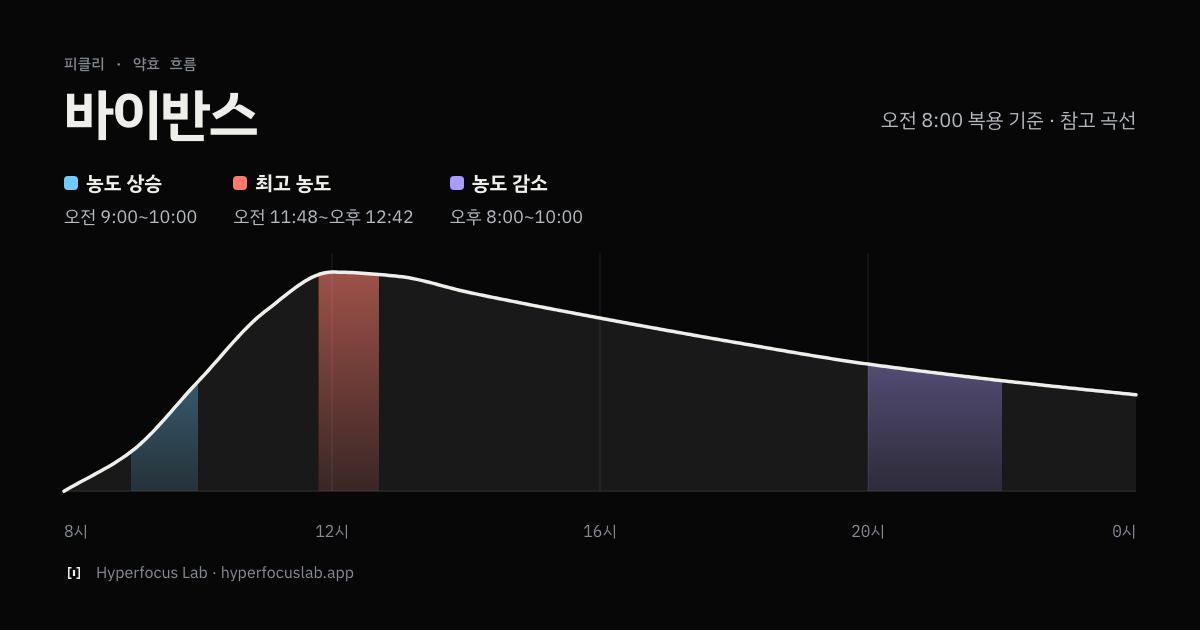 피클리 · 약효 흐름
바이반스
오전 8:00 복용 기준 · 참고 곡선
농도 상승
오전 9:00~10:00
최고 농도
오전 11:48~오후 12:42
농도 감소
오후 8:00~10:00
8시 12시 16시 20시 0시
Hyperfocus Lab · hyperfocuslab.app